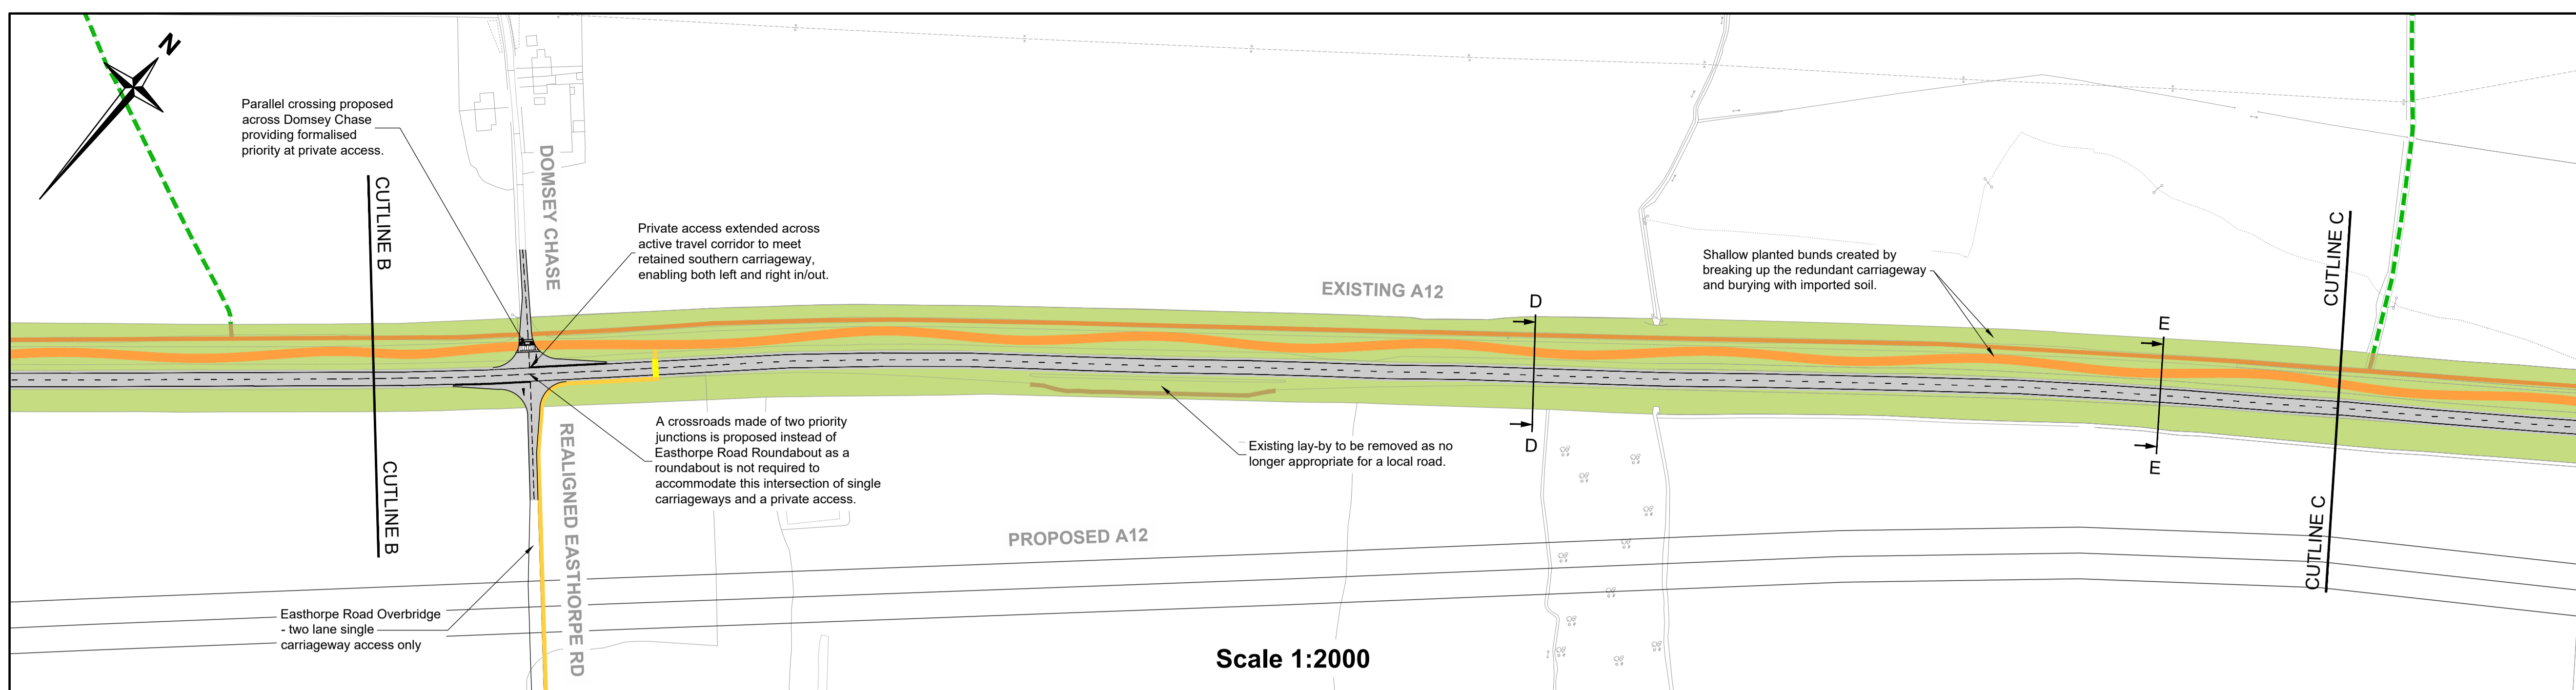 N
Parallel crossing proposed
across Domsey Chase
providing formalised
priority at private access.
CUTLINE B
CUTLINE B
DOMSEY CHASE
Private access extended across
active travel corridor to meet
retained southern carriageway,
enabling both left and right in/out.
EXISTING A12
D
D
Shallow planted bunds created by
breaking up the redundant carriageway
and burying with imported soil.
E
E
CUTLINE C
CUTLINE C
A crossroads made of two priority
junctions is proposed instead of
Easthorpe Road Roundabout as a
roundabout is not required to
accommodate this intersection of single
carriageways and a private access.
Existing lay-by to be removed as no
longer appropriate for a local road.
REALIGNED EASTHORPE RD
PROPOSED A12
Easthorpe Road Overbridge
- two lane single
carriageway access only
Scale 1:2000